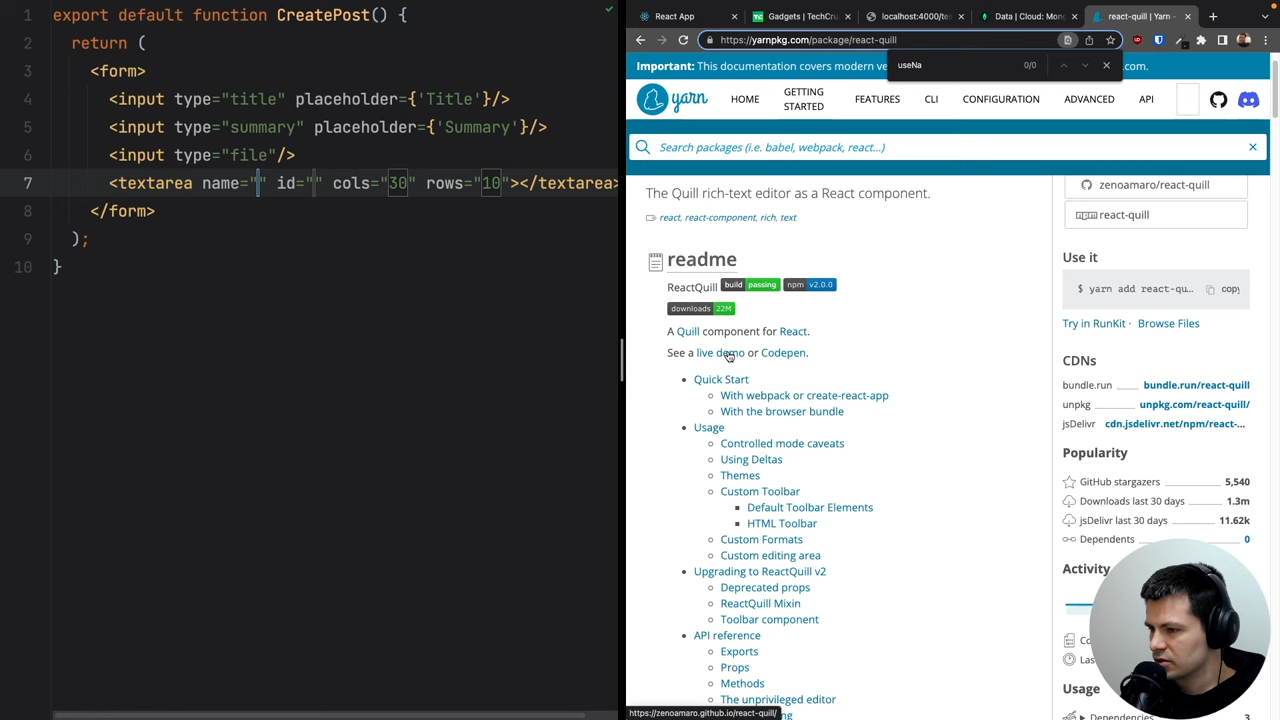 1 export default function CreatePost() {
2 return (
3 <form>
4 <input type="title" placeholder={'Title'}/>
5 <input type="summary" placeholder={'Summary'}/>
6 <input type="file"/>
7 <textarea name="" id="" cols="30" rows="10"></textarea>
8 </form>
9 );
10 }
React App
Gadgets | TechCru
localhost:4000/tes
Data | Cloud: Mong
react-quill | Yarn -
https://yarnpkg.com/package/react-quill
useNa 0/0
Important: This documentation covers modern ve
.com.
yarn
HOME
GETTING STARTED
FEATURES
CLI
CONFIGURATION
ADVANCED
API
Search packages (i.e. babel, webpack, react...)
The Quill rich-text editor as a React component.
react, react-component, rich, text
readme
ReactQuill build passing npm v2.0.0
downloads 22M
A Quill component for React.
See a live demo or Codepen.
Quick Start
With webpack or create-react-app
With the browser bundle
Usage
Controlled mode caveats
Using Deltas
Themes
Custom Toolbar
Default Toolbar Elements
HTML Toolbar
Custom Formats
Custom editing area
Upgrading to ReactQuill v2
Deprecated props
ReactQuill Mixin
Toolbar component
API reference
Exports
Props
Methods
The unprivileged editor
https://zenoamaro.github.io/react-quill/
zenoamaro/react-quill
npm react-quill
Use it
$ yarn add react-qu... copy
Try in RunKit · Browse Files
CDNs
bundle.run bundle.run/react-quill
unpkg unpkg.com/react-quill/
jsDelivr cdn.jsdelivr.net/npm/react-...
Popularity
GitHub stargazers 5,540
Downloads last 30 days 1.3m
jsDelivr last 30 days 11.62k
Dependents 0
Activity
Co
Las
Usage
Dependencies 3